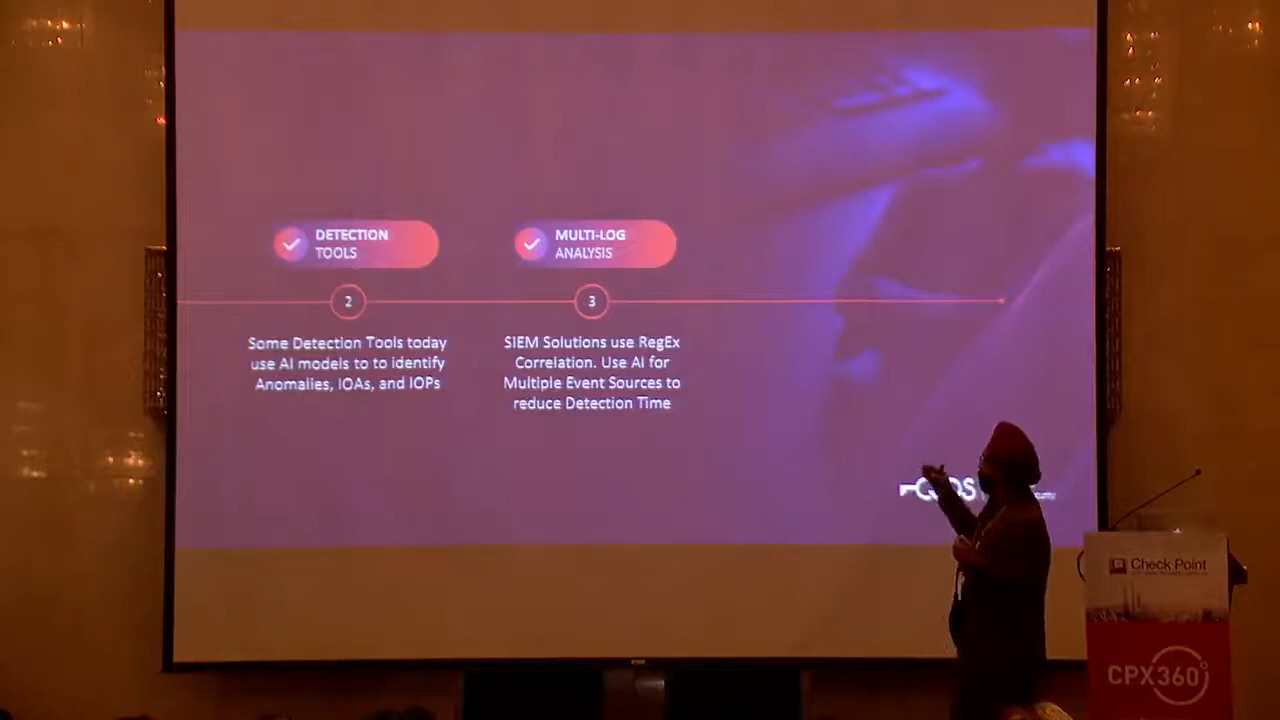 DETECTION
TOOLS
2
Some Detection Tools today
use AI models to to identify
Anomalies, IOAs, and IOPs
MULTI-LOG
ANALYSIS
3
SIEM Solutions use RegEx
Correlation. Use AI for
Multiple Event Sources to
reduce Detection Time
Check Point
CPX360°